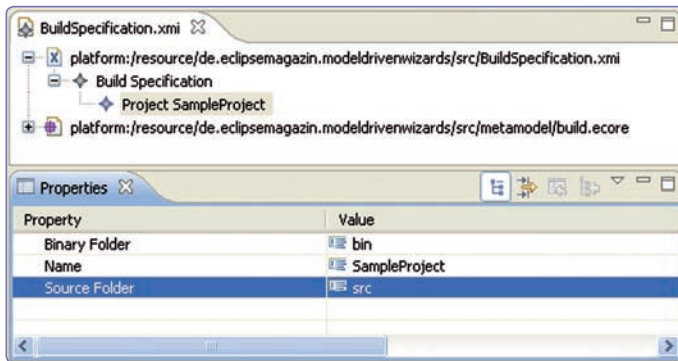 BuildSpecification.xmi
platform:/resource/de.eclipsemagazin.modeldrivenwizards/src/BuildSpecification.xmi
Build Specification
Project SampleProject
platform:/resource/de.eclipsemagazin.modeldrivenwizards/src/metamodel/build.ecore
Properties
Property Value
Binary Folder bin
Name SampleProject
Source Folder src